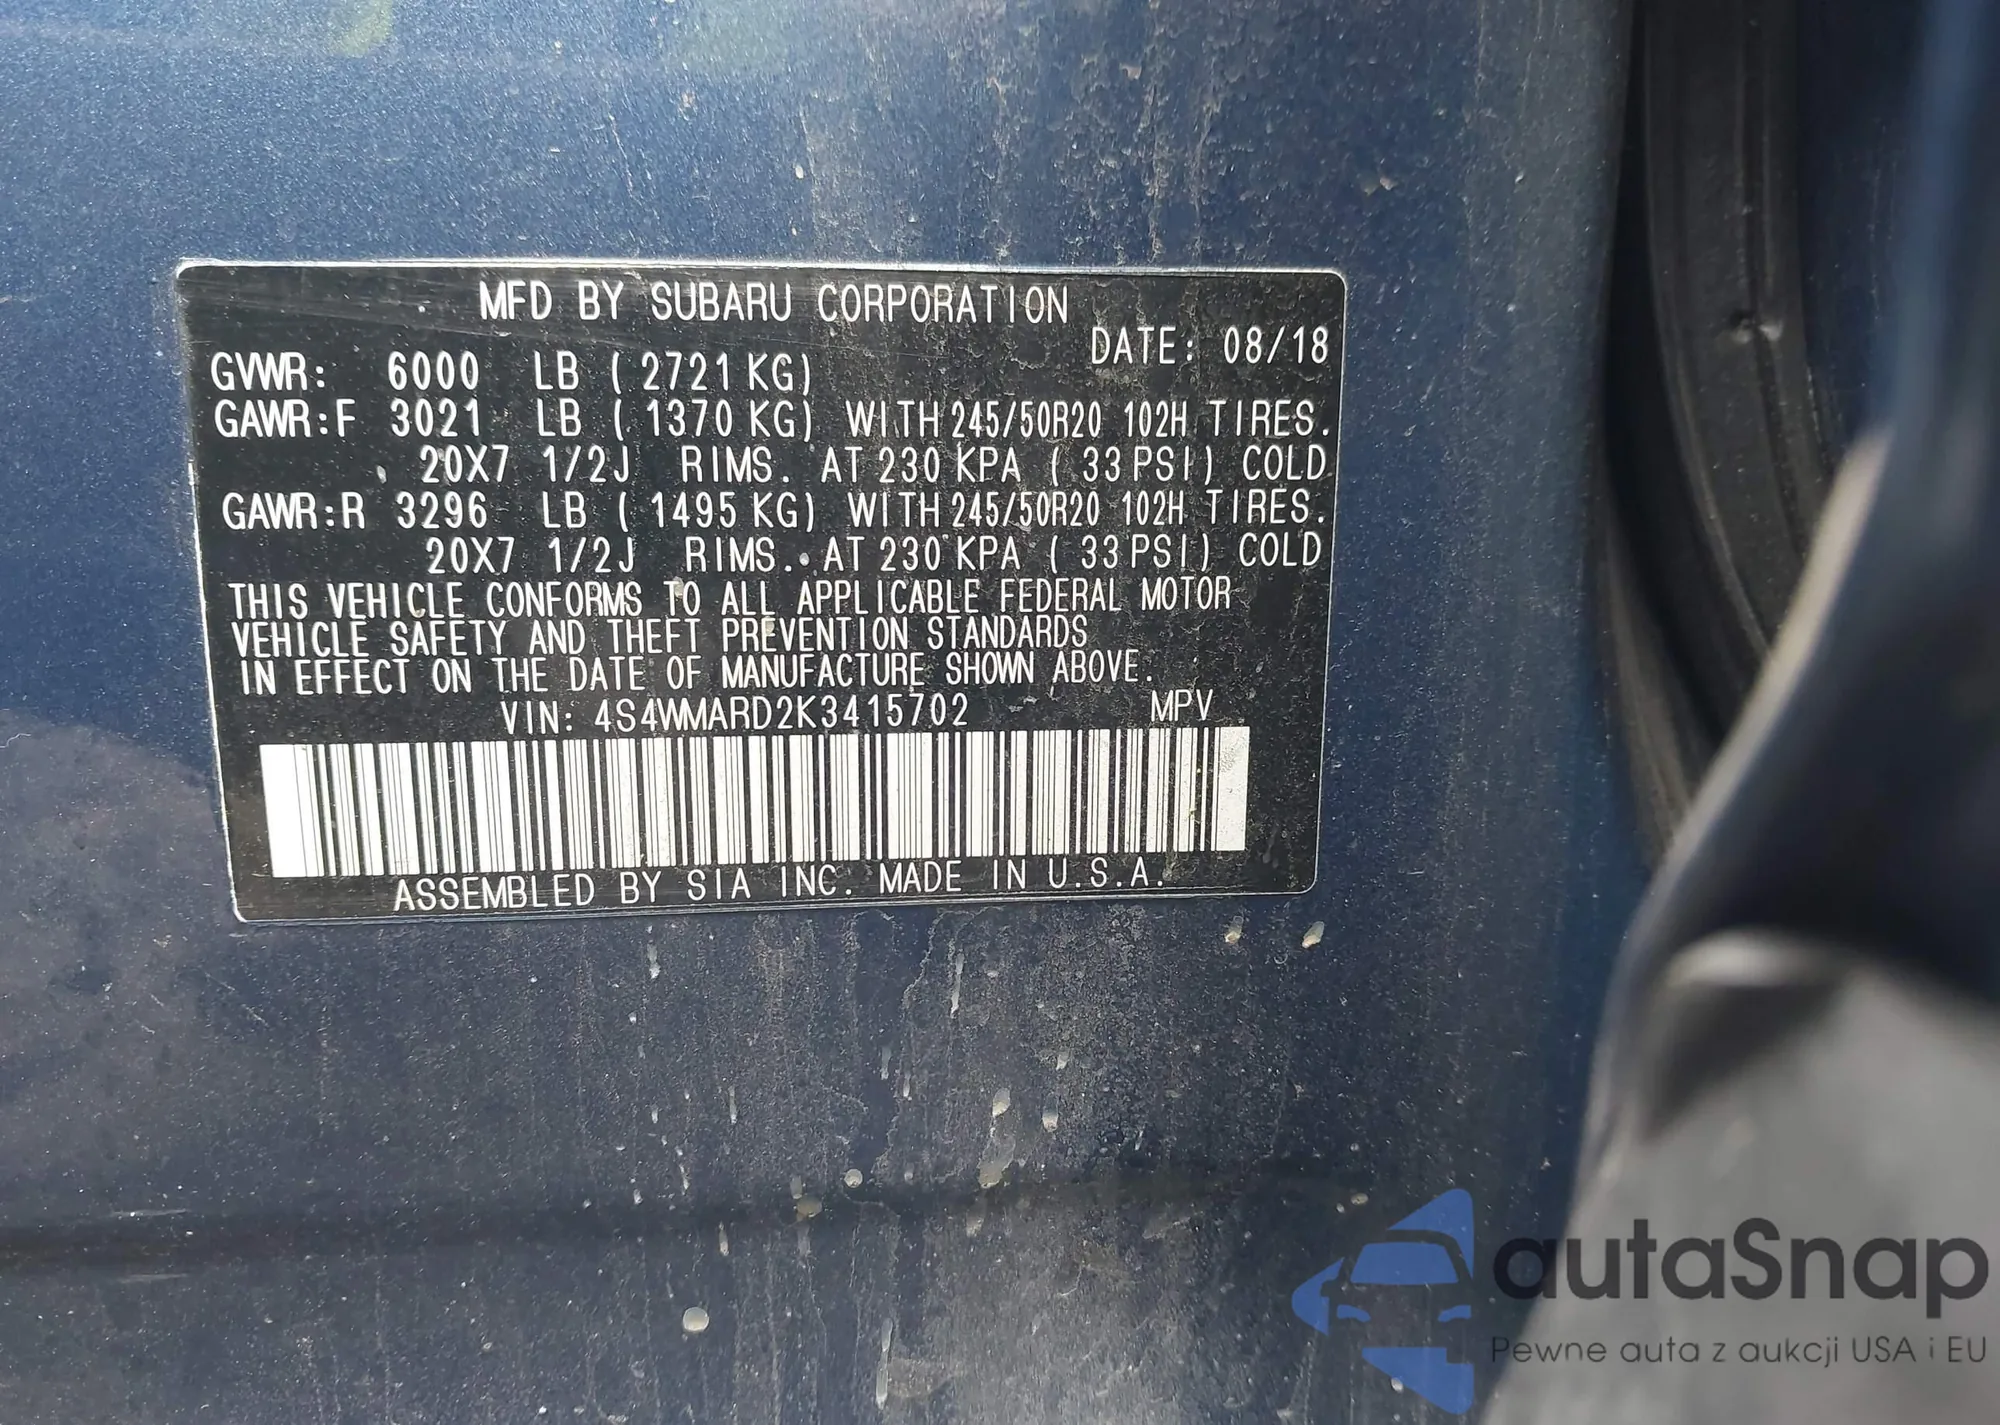 MFD BY SUBARU CORPORATION
DATE: 08/18
GVWR: 6000 LB (2721 KG)
GAWR:F 3021 LB (1370 KG) WITH 245/50R20 102H TIRES.
20X7 1/2J RIMS. AT 230 KPA (33 PSI) COLD
GAWR:R 3296 LB (1495 KG) WITH 245/50R20 102H TIRES.
20X7 1/2J RIMS. AT 230 KPA (33 PSI) COLD
THIS VEHICLE CONFORMS TO ALL APPLICABLE FEDERAL MOTOR
VEHICLE SAFETY AND THEFT PREVENTION STANDARDS
IN EFFECT ON THE DATE OF MANUFACTURE SHOWN ABOVE.
VIN: 4S4WMARD2K3415702 MPV
ASSEMBLED BY SIA INC. MADE IN U.S.A.
autaSnap
Pewne auta z aukcji USA i EU